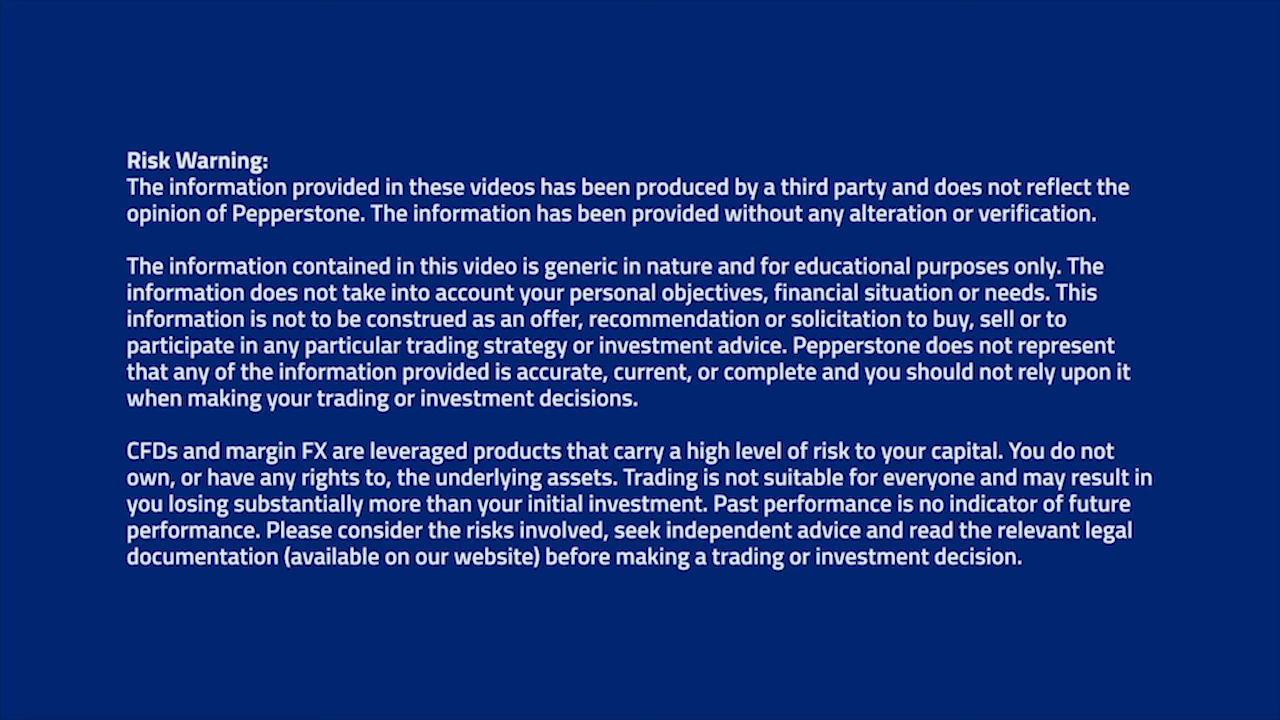 Risk Warning:
The information provided in these videos has been produced by a third party and does not reflect the
opinion of Pepperstone. The information has been provided without any alteration or verification.
The information contained in this video is generic in nature and for educational purposes only. The
information does not take into account your personal objectives, financial situation or needs. This
information is not to be construed as an offer, recommendation or solicitation to buy, sell or to
participate in any particular trading strategy or investment advice. Pepperstone does not represent
that any of the information provided is accurate, current, or complete and you should not rely upon it
when making your trading or investment decisions.
CFDs and margin FX are leveraged products that carry a high level of risk to your capital. You do not
own, or have any rights to, the underlying assets. Trading is not suitable for everyone and may result in
you losing substantially more than your initial investment. Past performance is no indicator of future
performance. Please consider the risks involved, seek independent advice and read the relevant legal
documentation (available on our website) before making a trading or investment decision.